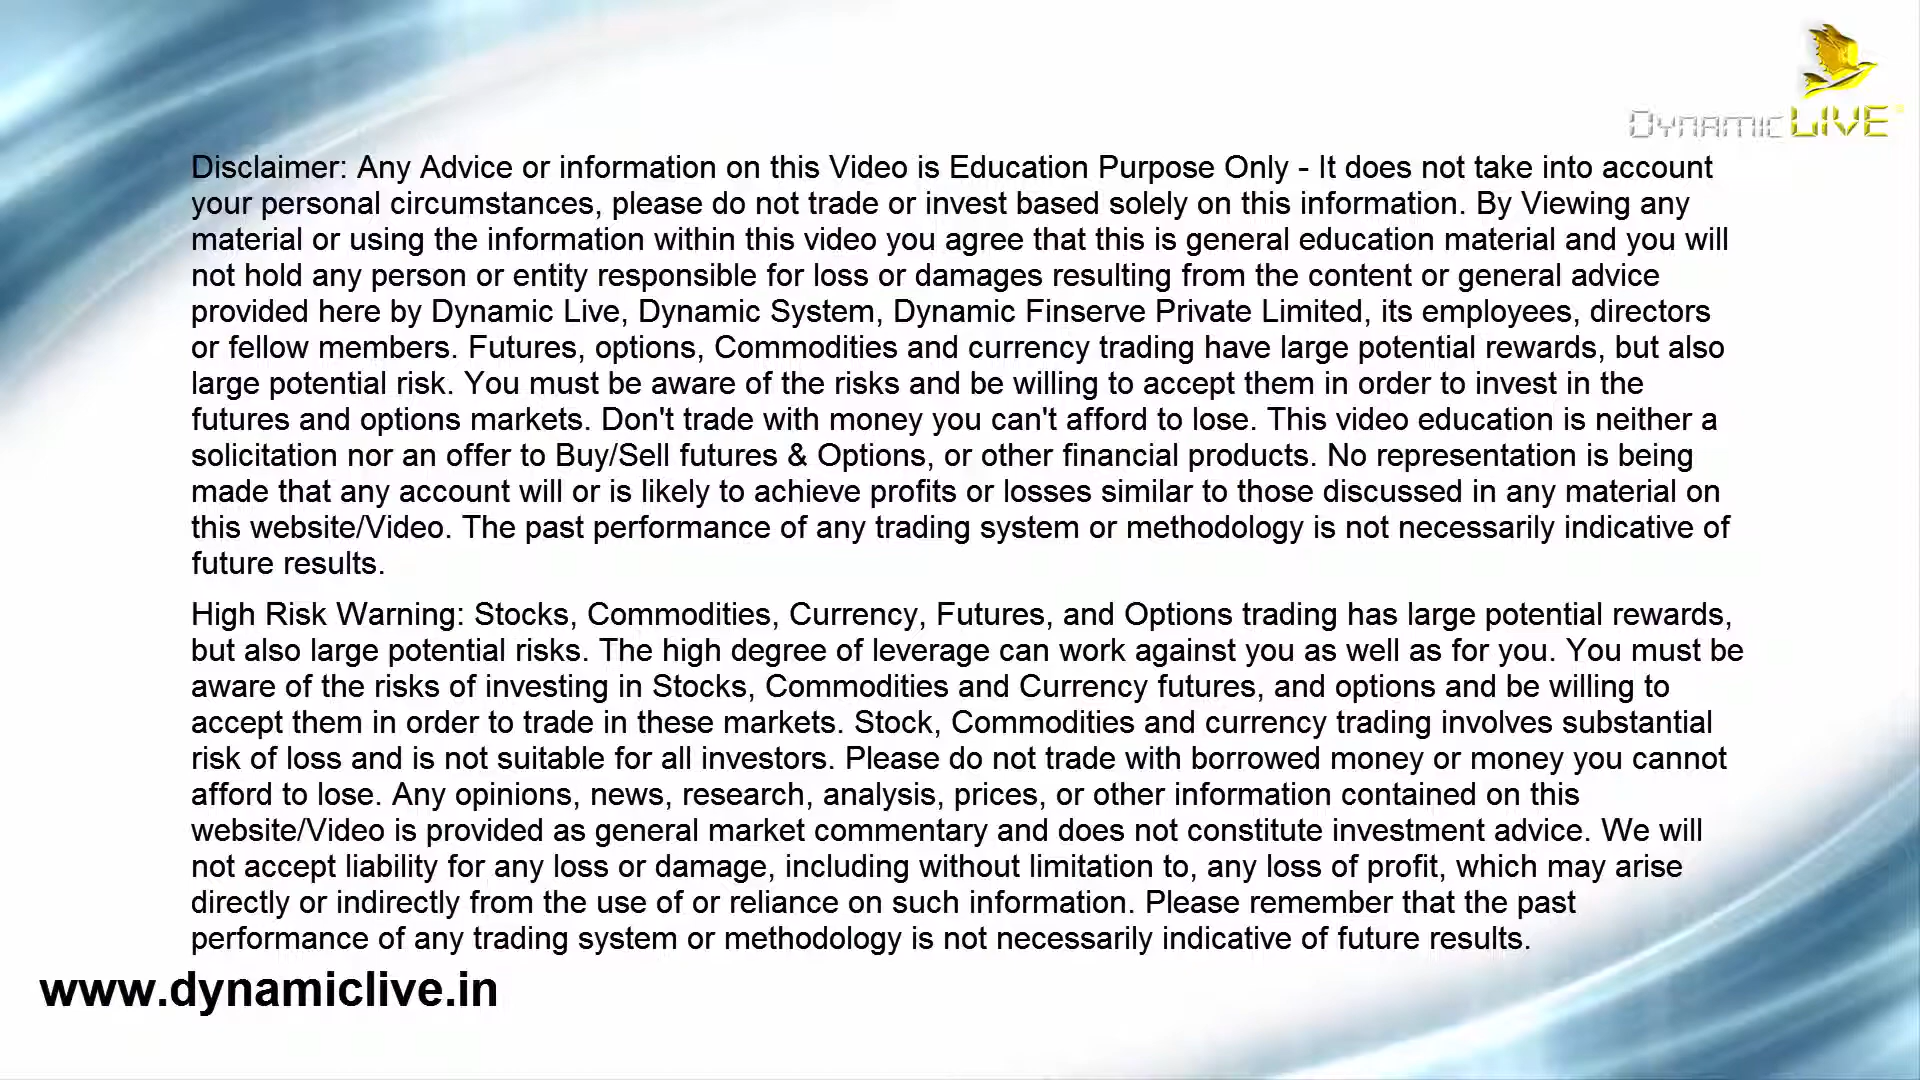 Dynamic LIVE
Disclaimer: Any Advice or information on this Video is Education Purpose Only - It does not take into account
your personal circumstances, please do not trade or invest based solely on this information. By Viewing any
material or using the information within this video you agree that this is general education material and you will
not hold any person or entity responsible for loss or damages resulting from the content or general advice
provided here by Dynamic Live, Dynamic System, Dynamic Finserve Private Limited, its employees, directors
or fellow members. Futures, options, Commodities and currency trading have large potential rewards, but also
large potential risk. You must be aware of the risks and be willing to accept them in order to invest in the
futures and options markets. Don't trade with money you can't afford to lose. This video education is neither a
solicitation nor an offer to Buy/Sell futures & Options, or other financial products. No representation is being
made that any account will or is likely to achieve profits or losses similar to those discussed in any material on
this website/Video. The past performance of any trading system or methodology is not necessarily indicative of
future results.
High Risk Warning: Stocks, Commodities, Currency, Futures, and Options trading has large potential rewards,
but also large potential risks. The high degree of leverage can work against you as well as for you. You must be
aware of the risks of investing in Stocks, Commodities and Currency futures, and options and be willing to
accept them in order to trade in these markets. Stock, Commodities and currency trading involves substantial
risk of loss and is not suitable for all investors. Please do not trade with borrowed money or money you cannot
afford to lose. Any opinions, news, research, analysis, prices, or other information contained on this
website/Video is provided as general market commentary and does not constitute investment advice. We will
not accept liability for any loss or damage, including without limitation to, any loss of profit, which may arise
directly or indirectly from the use of or reliance on such information. Please remember that the past
performance of any trading system or methodology is not necessarily indicative of future results.
www.dynamiclive.in